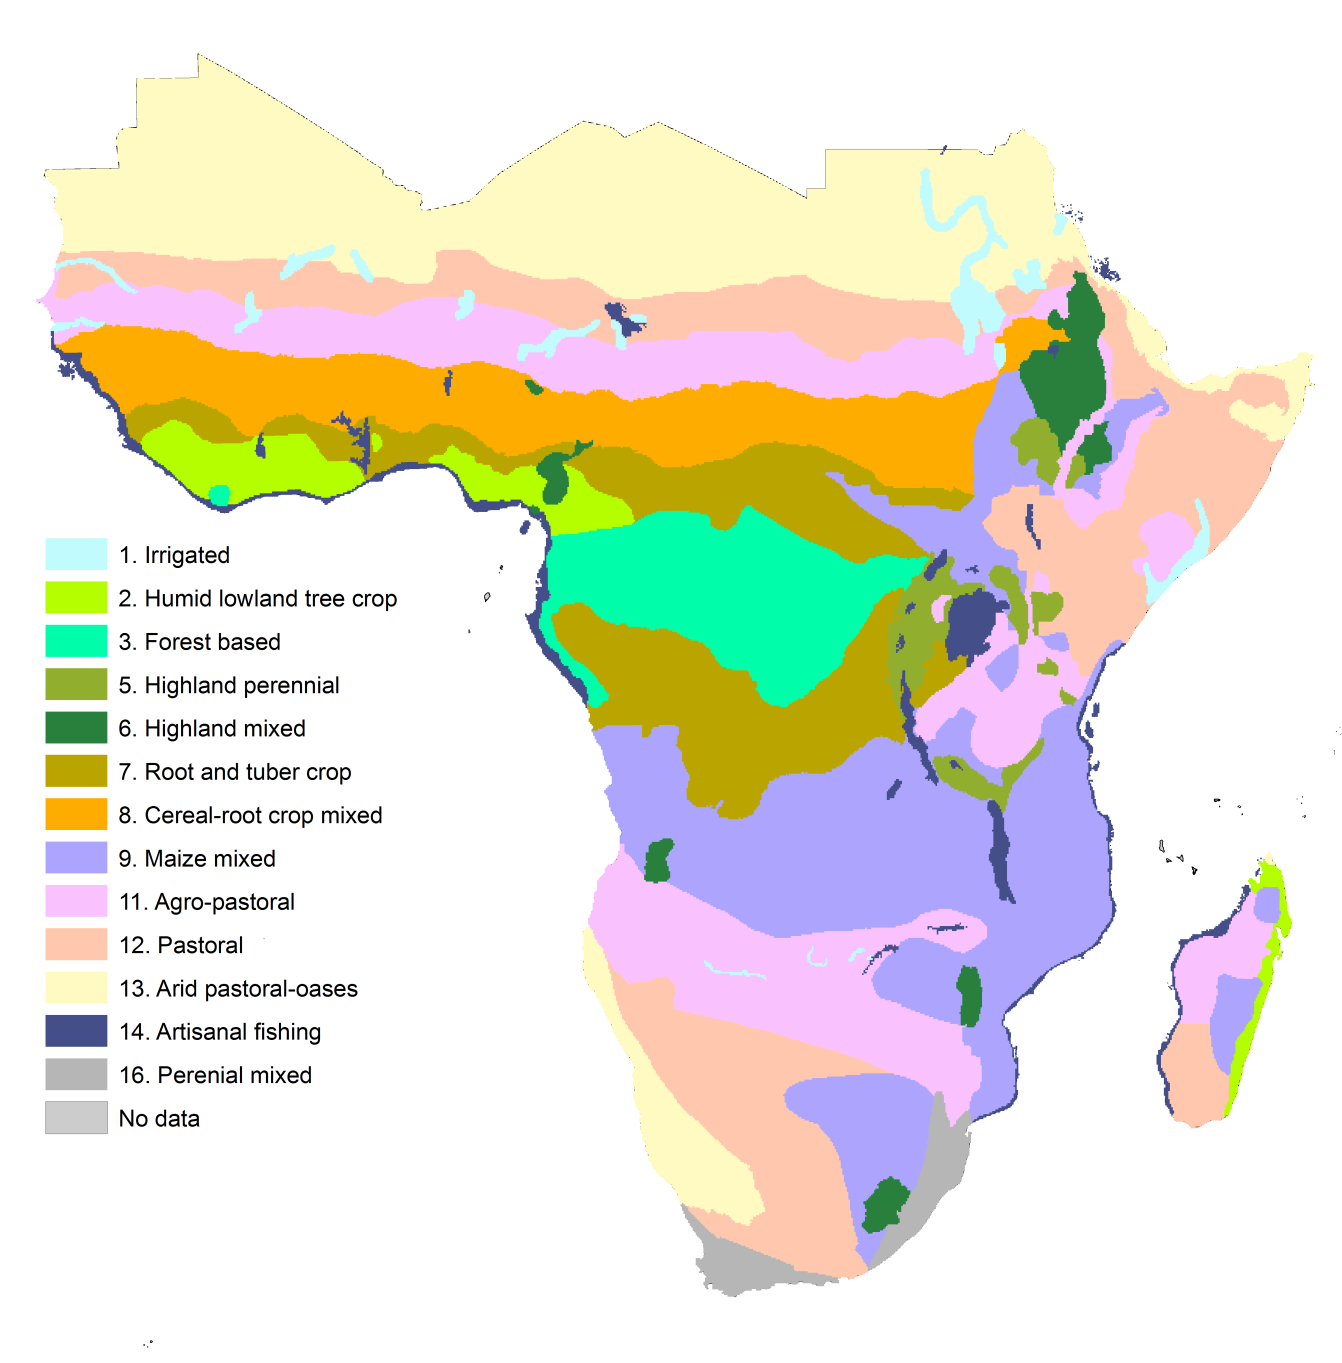 1. Irrigated
2. Humid lowland tree crop
3. Forest based
5. Highland perennial
6. Highland mixed
7. Root and tuber crop
8. Cereal-root crop mixed
9. Maize mixed
11. Agro-pastoral
12. Pastoral
13. Arid pastoral-oases
14. Artisanal fishing
16. Perenial mixed
No data